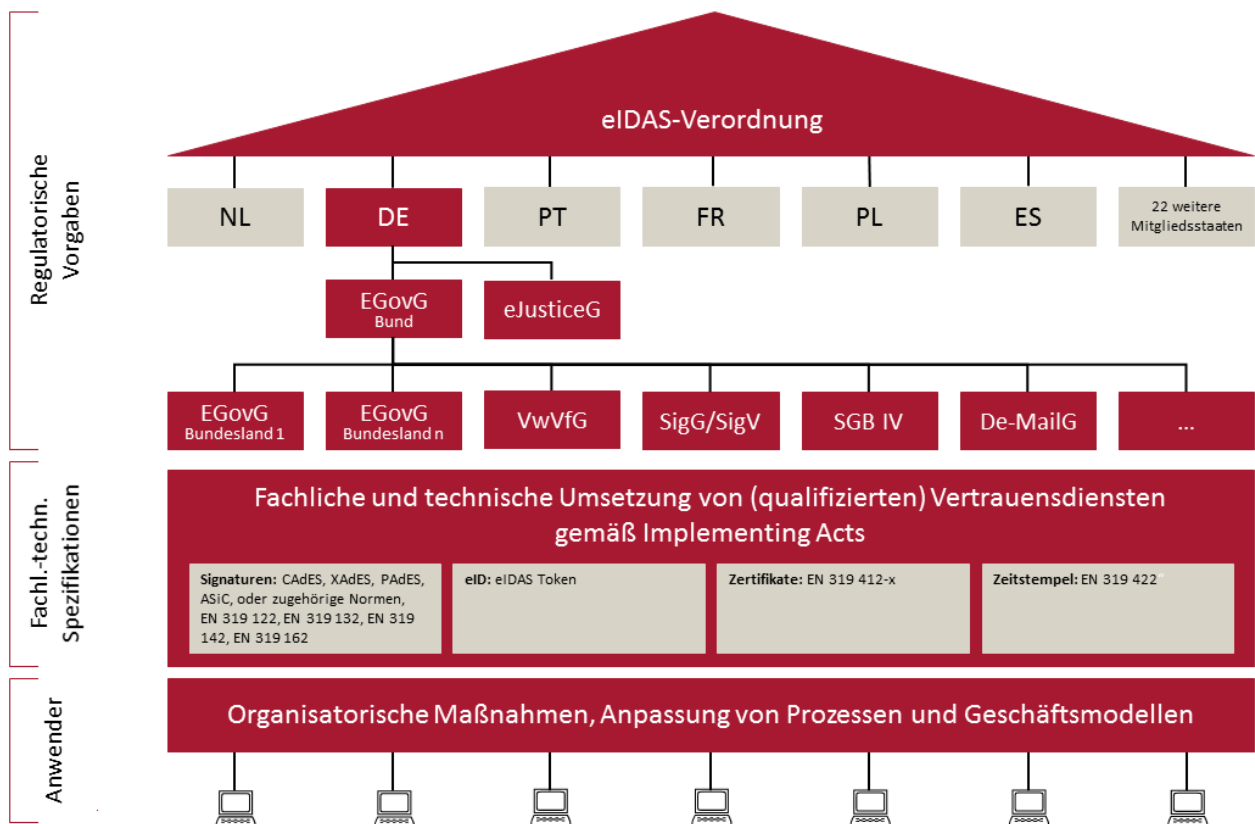 eIDAS-Verordnung
Regulatorische
Vorgaben
NL
DE
PT
FR
PL
ES
22 weitere
Mitgliedsstaaten
EGovG
Bund
eJusticeG
EGovG
Bundesland 1
EGovG
Bundesland n
VwVfG
SigG/SigV
SGB IV
De-MailG
...
Fachl.-techn.
Spezifikationen
Fachliche und technische Umsetzung von (qualifizierten) Vertrauensdiensten
gemäß Implementing Acts
Signaturen: CAdES, XAdES, PAdES,
ASiC, oder zugehörige Normen,
EN 319 122, EN 319 132, EN 319
142, EN 319 162
eID: eIDAS Token
Zertifikate: EN 319 412-x
Zeitstempel: EN 319 422
Anwender
Organisatorische Maßnahmen, Anpassung von Prozessen und Geschäftsmodellen